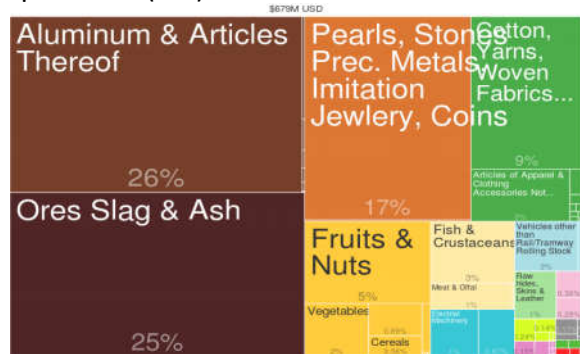 $679M USD
Aluminum & Articles
Thereof
26%
Pearls, Stones,
Prec. Metals,
Imitation
Jewlery, Coins
17%
Cotton,
Yarns,
Woven
Fabrics...
9%
Articles of Apparel &
Clothing
Accessories Not...
Ores Slag & Ash
25%
Fruits &
Nuts
5%
Fish &
Crustaceans
3%
Vehicles other
than
Rail/Tramway
Rolling Stock
Meat & Offal
1%
Raw
hides,
Skins &
Leather
1%
Vegetables
Cereals
Electrical
Machinery